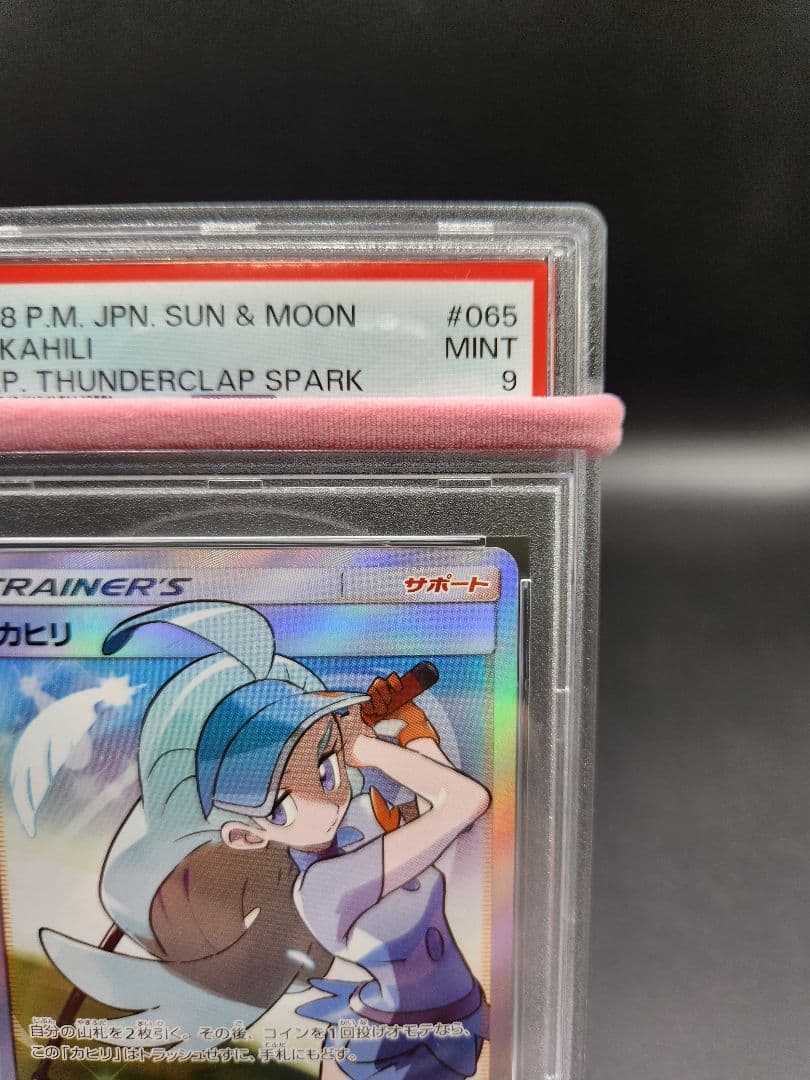 8 P.M. JPN. SUN & MOON #065
KAHILI MINT
P. THUNDERCLAP SPARK 9
TRAINER'S サポート
カヒリ
自分の山札を2枚引く。その後、コインを1回投げオモテなら、
この「カヒリ」はトラッシュせずに、手札にもどす。